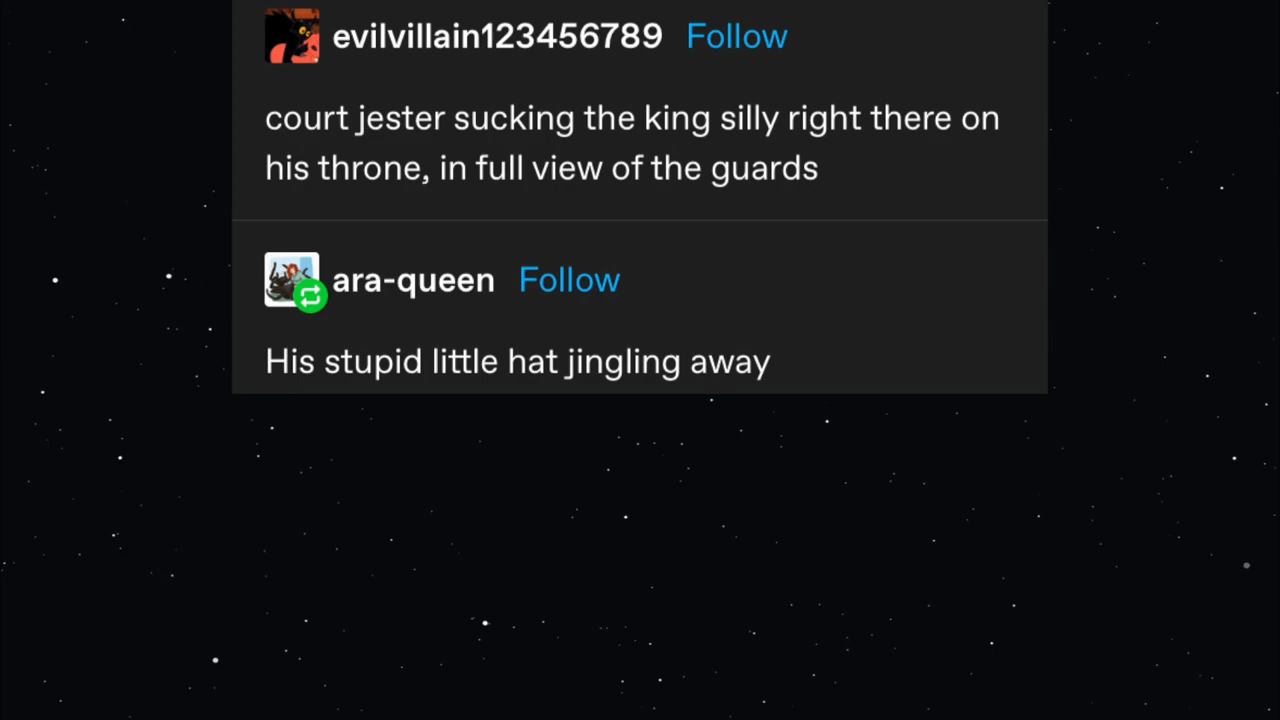 evilvillain123456789 Follow
court jester sucking the king silly right there on
his throne, in full view of the guards
ara-queen Follow
His stupid little hat jingling away